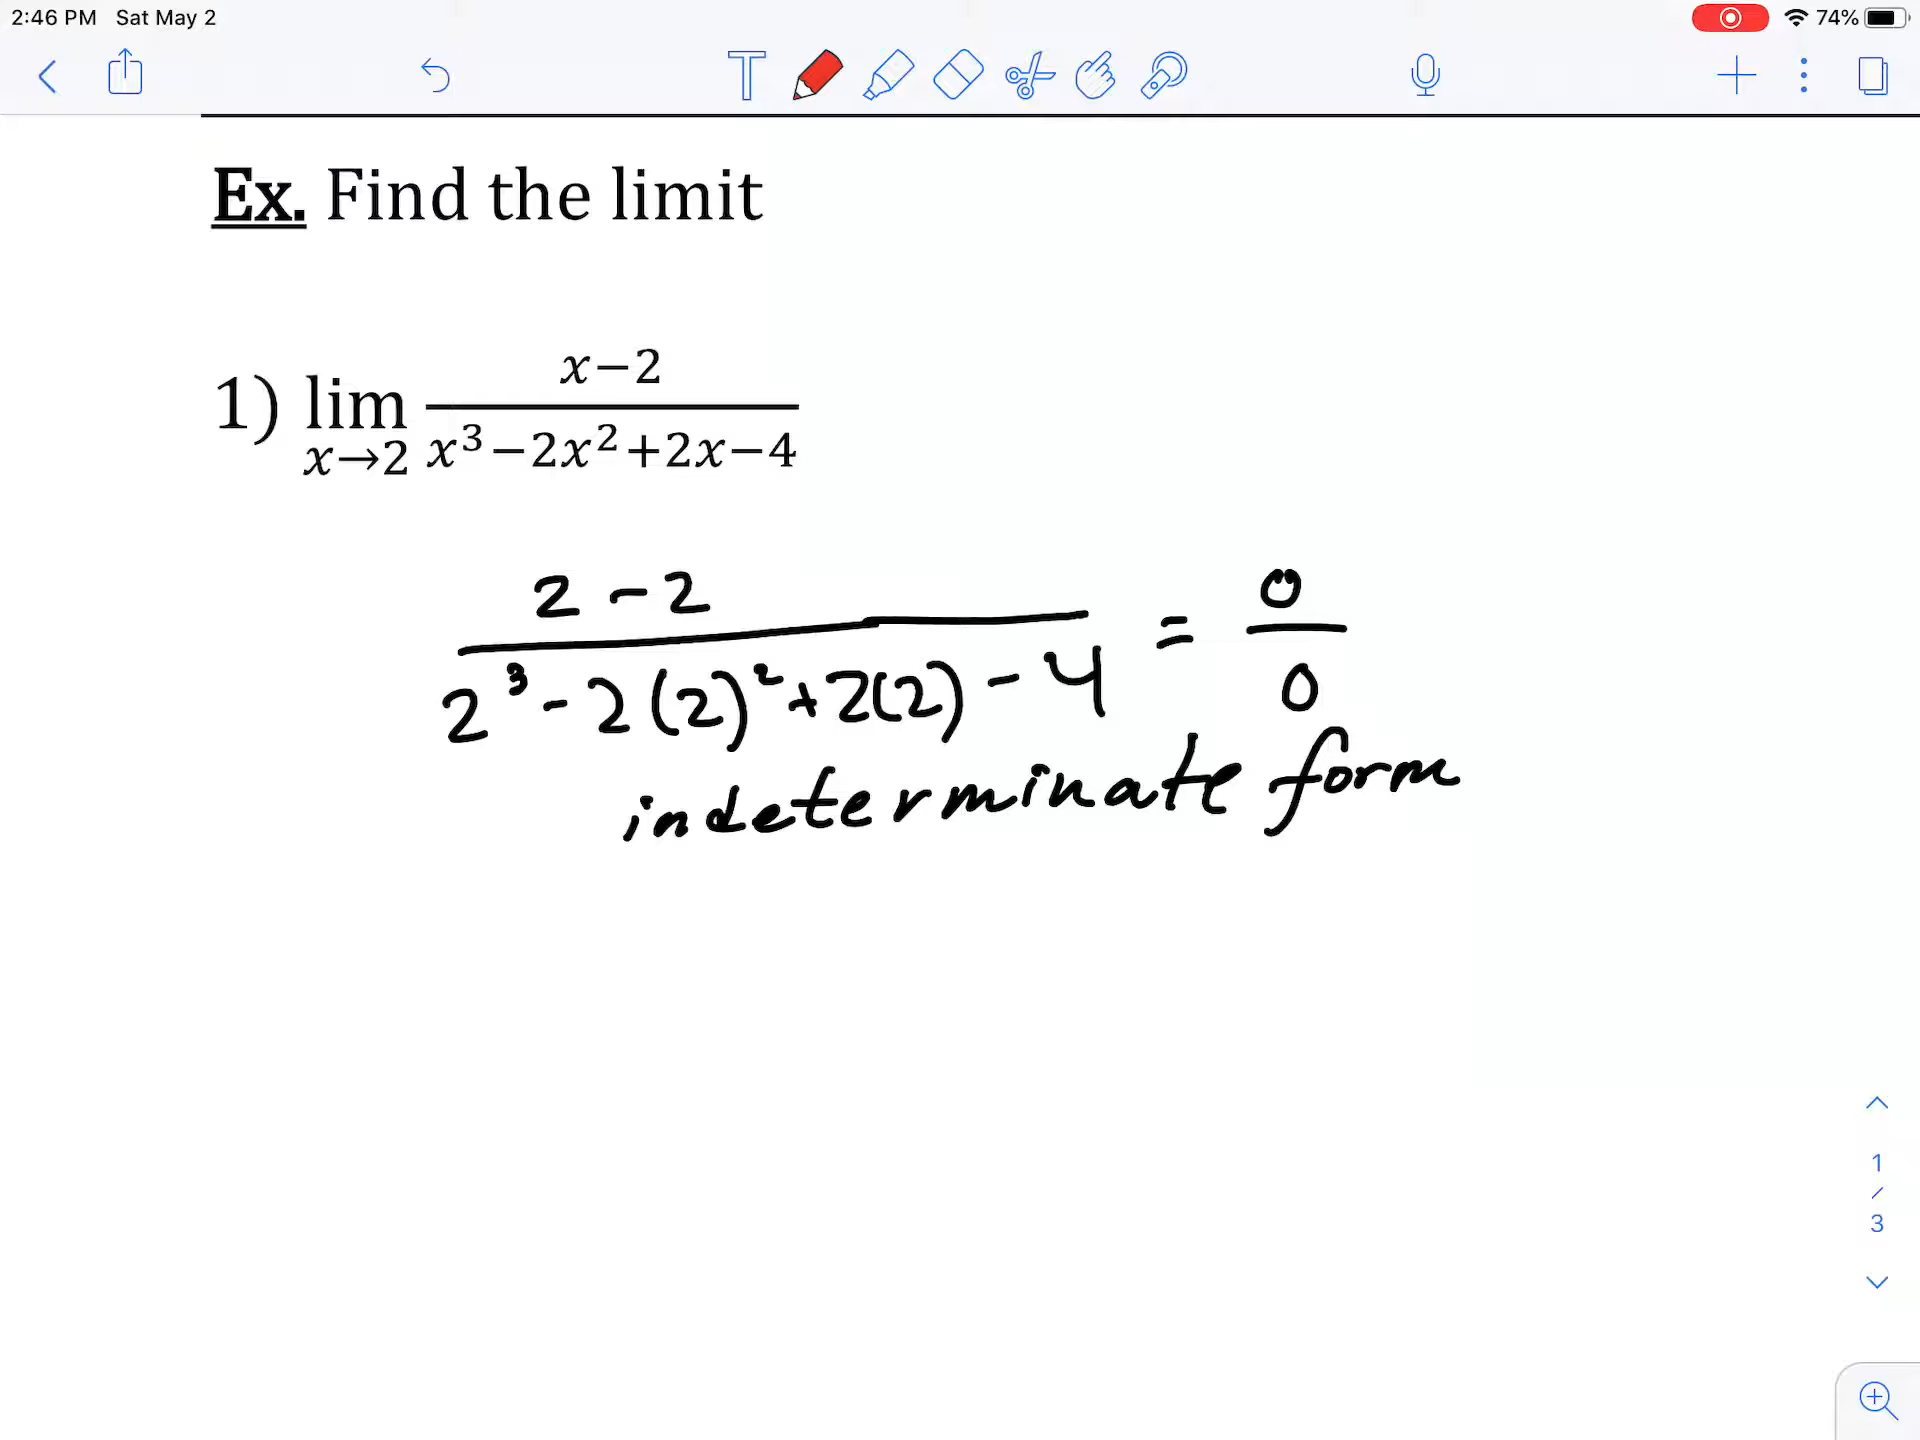 2:46 PM Sat May 2 74%
T
Ex. Find the limit
1) lim x→2 (x−2)/(x³−2x²+2x−4)
(2 − 2)/(2³ − 2(2)² + 2(2) − 4) = 0/0
indeterminate form
1
/
3